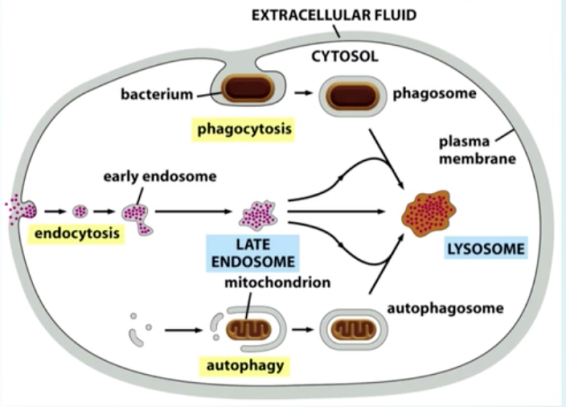 EXTRACELLULAR FLUID
CYTOSOL
bacterium
phagosome
phagocytosis
plasma
membrane
early endosome
endocytosis
LATE
ENDOSOME
LYSOSOME
mitochondrion
autophagosome
autophagy